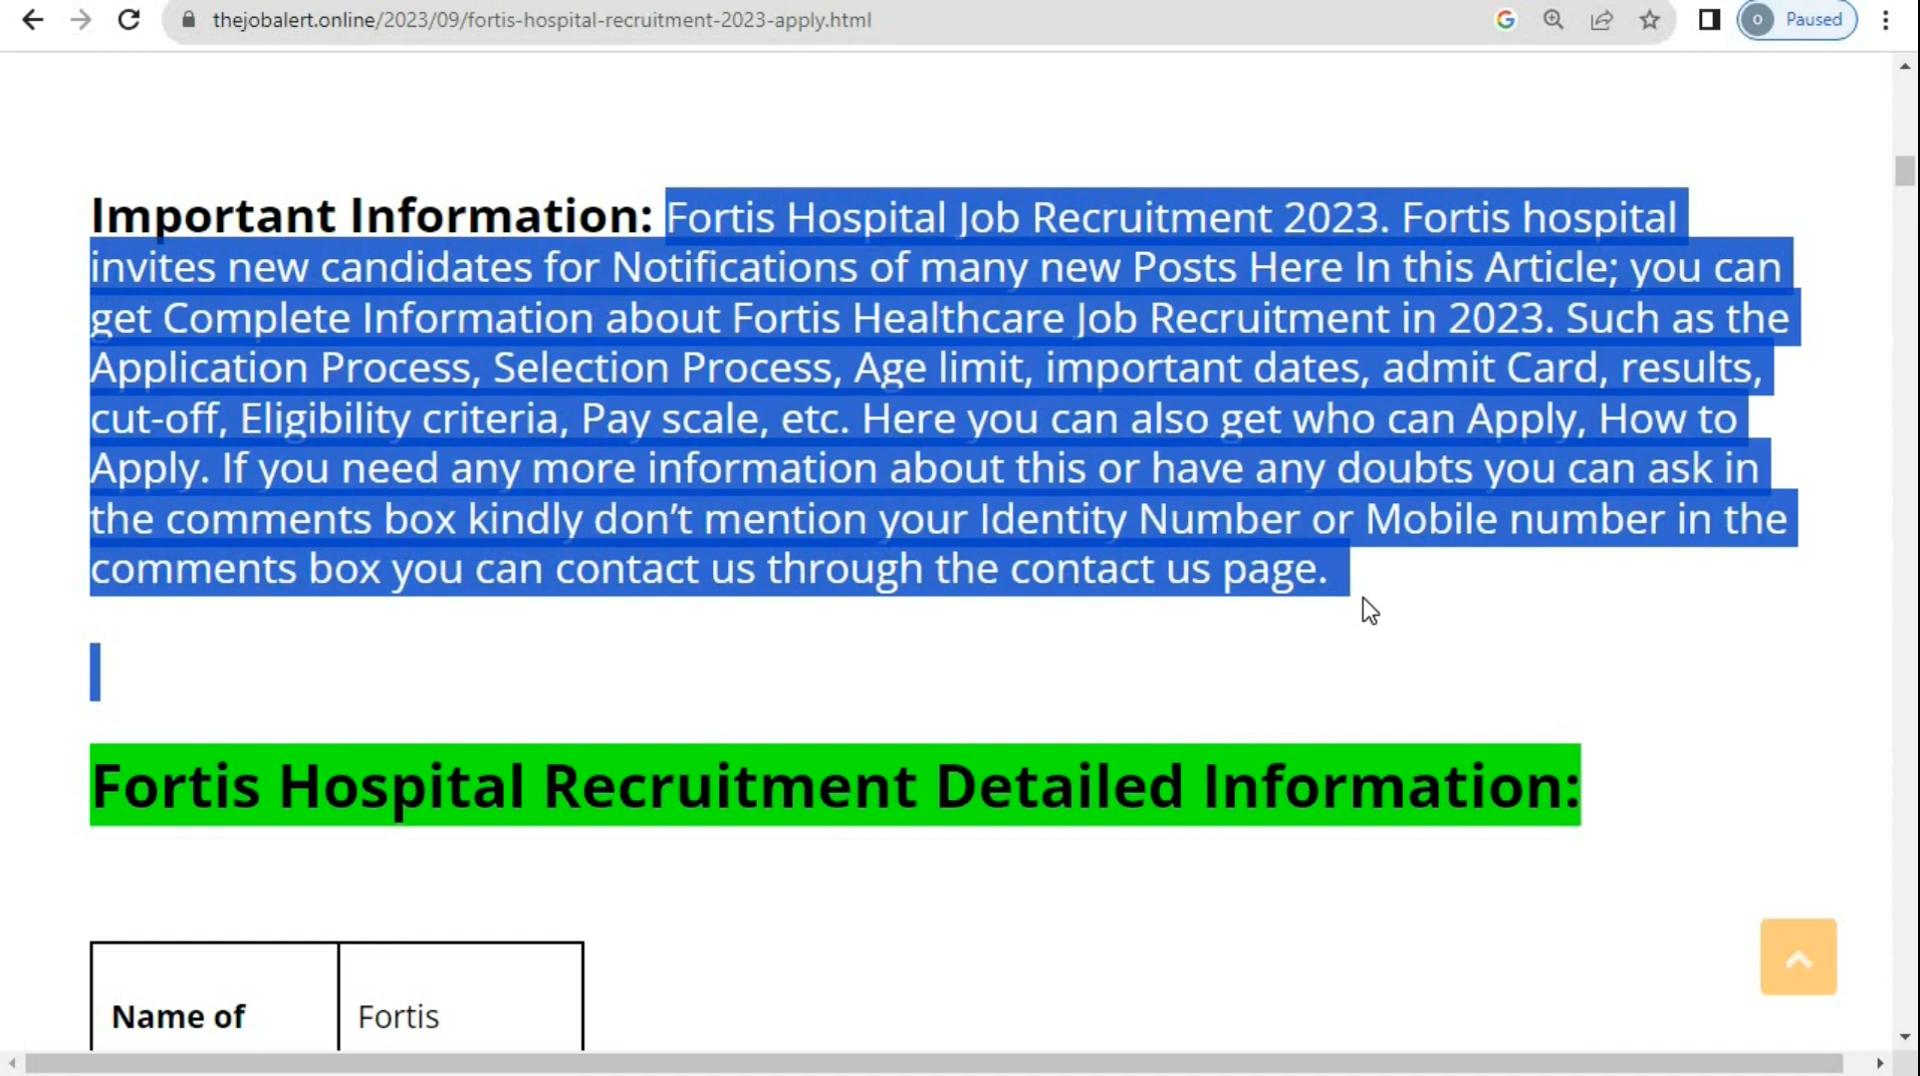 thejobalert.online/2023/09/fortis-hospital-recruitment-2023-apply.html
o Paused
Important Information: Fortis Hospital Job Recruitment 2023. Fortis hospital
invites new candidates for Notifications of many new Posts Here In this Article; you can
get Complete Information about Fortis Healthcare Job Recruitment in 2023. Such as the
Application Process, Selection Process, Age limit, important dates, admit Card, results,
cut-off, Eligibility criteria, Pay scale, etc. Here you can also get who can Apply, How to
Apply. If you need any more information about this or have any doubts you can ask in
the comments box kindly don’t mention your Identity Number or Mobile number in the
comments box you can contact us through the contact us page.
Fortis Hospital Recruitment Detailed Information:
Name of Fortis